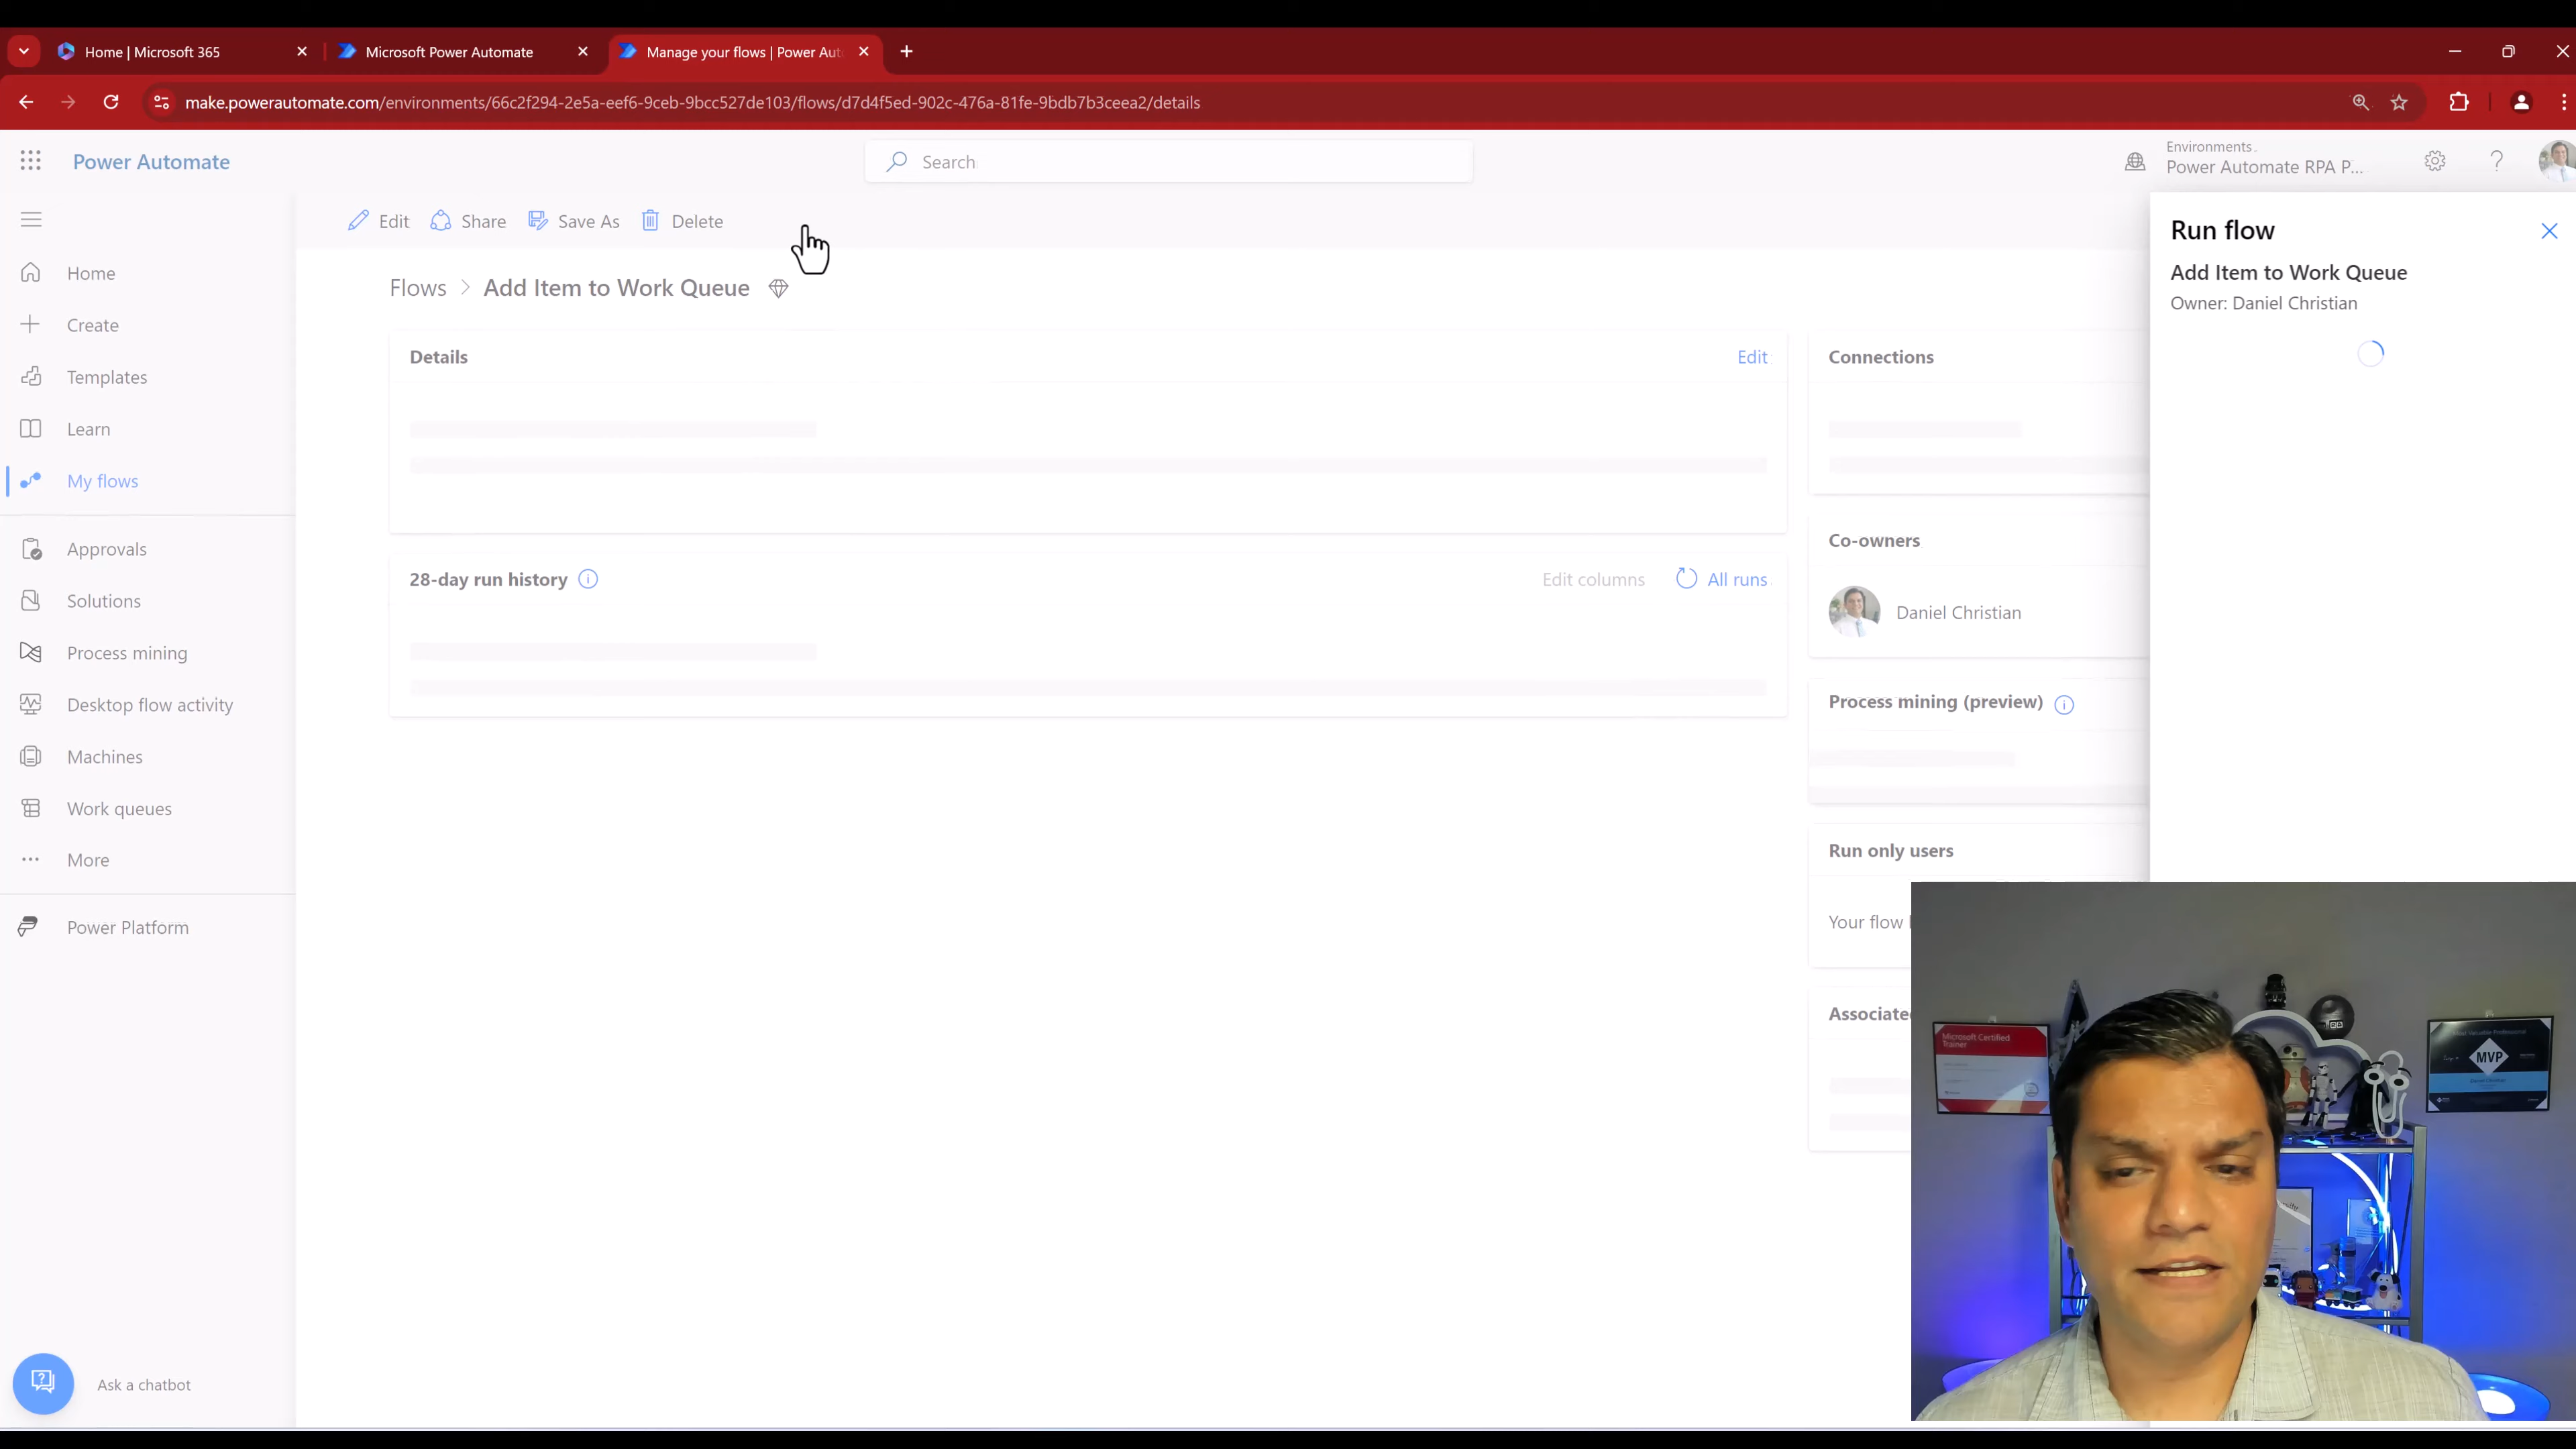 Home | Microsoft 365
Microsoft Power Automate
Manage your flows | Power Aut
make.powerautomate.com/environments/66c2f294-2e5a-eef6-9ceb-9bcc527de103/flows/d7d4f5ed-902c-476a-81fe-9bdb7b3ceea2/details
Power Automate
Search
Environments
Power Automate RPA P...
Edit
Share
Save As
Delete
Run flow
Add Item to Work Queue
Owner: Daniel Christian
Home
Create
Templates
Learn
My flows
Approvals
Solutions
Process mining
Desktop flow activity
Machines
Work queues
More
Power Platform
Ask a chatbot
Flows > Add Item to Work Queue
Details
Edit
28-day run history
Edit columns
All runs
Connections
Co-owners
Daniel Christian
Process mining (preview)
Run only users
Your flow
Associated
Microsoft Certified
Trainer
MVP